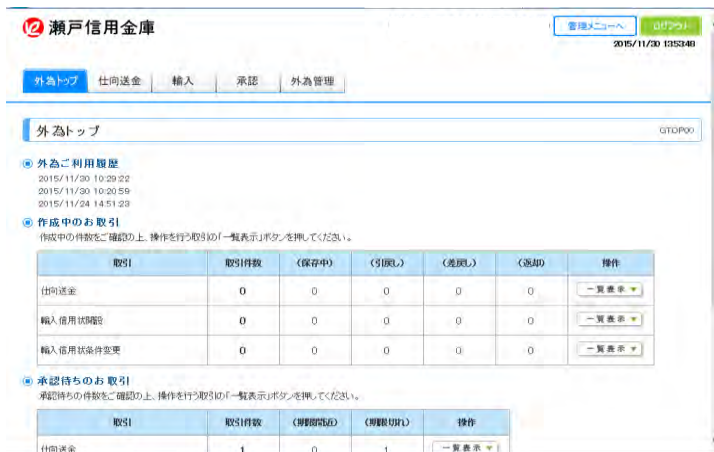 瀬戸信用金庫
管理メニューへ
ログアウト
2015/11/30 13:53:48
外為トップ
仕向送金
輸入
承認
外為管理
外為トップ
GTOP00
外為ご利用履歴
2015/11/30 10:29:22
2015/11/30 10:20:59
2015/11/24 14:51:23
作成中のお取引
作成中の件数をご確認の上、操作を行う取引の「一覧表示」ボタンを押してください。
取引 取引件数 (保存中) (引戻し) (差戻し) (返却) 操作
仕向送金 0 0 0 0 0 一覧表示
輸入信用状開設 0 0 0 0 0 一覧表示
輸入信用状条件変更 0 0 0 0 0 一覧表示
承認待ちのお取引
承認待ちの件数をご確認の上、操作を行う取引の「一覧表示」ボタンを押してください。
取引 取引件数 (期限間近) (期限切れ) 操作
仕向送金 1 0 1 一覧表示